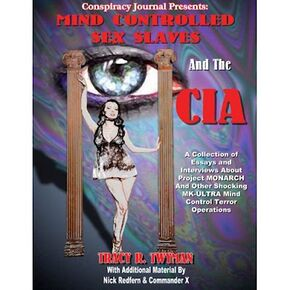 Conspiracy Journal Presents:
MIND CONTROLLED
SEX SLAVES
And The
CIA
A Collection of
Essays and
Interviews About
Project MONARCH
And Other Shocking
MK-ULTRA Mind
Control Terror
Operations
TRACY R. TWYMAN
With Additional Material By
Nick Redfern & Commander X